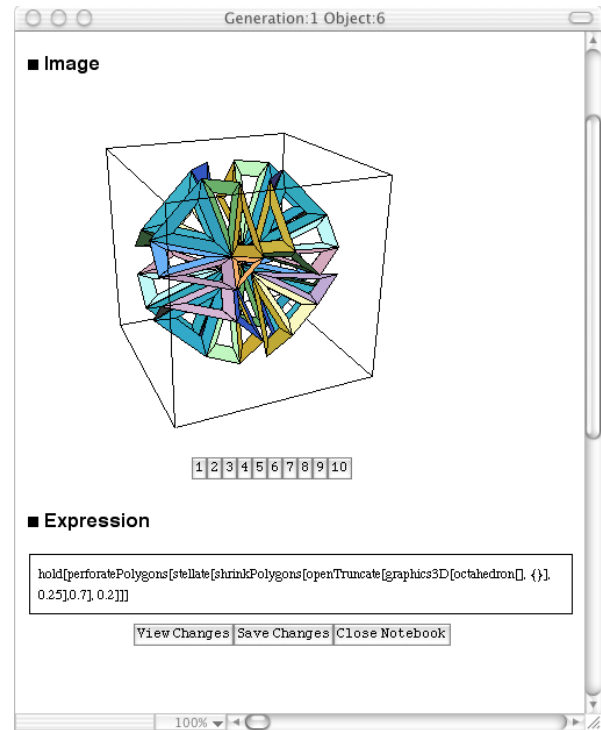 Generation:1 Object:6
Image
1 2 3 4 5 6 7 8 9 10
Expression
hold[perforatePolygons[stellate[shrinkPolygons[openTruncate[graphics3D[octahedron[], {}],
0.25],0.7], 0.2]]]
View Changes Save Changes Close Notebook
100%